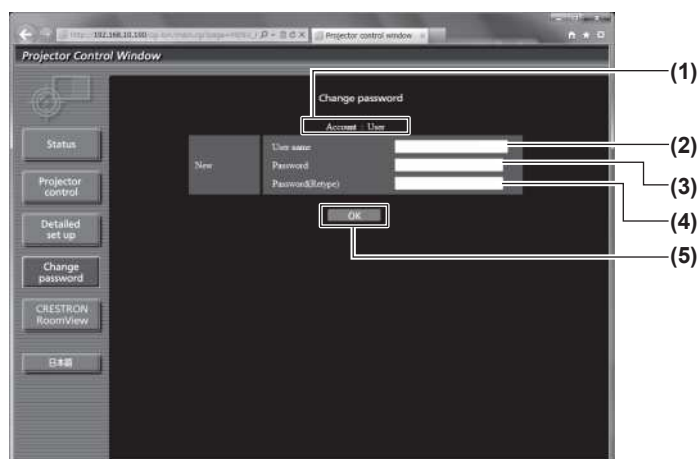 Projector control window
Projector Control Window
Change password
Account : User
New
User name
Password
Password(Retype)
OK
Status
Projector
control
Detailed
set up
Change
password
CRESTRON
RoomView
日本語
(1)
(2)
(3)
(4)
(5)